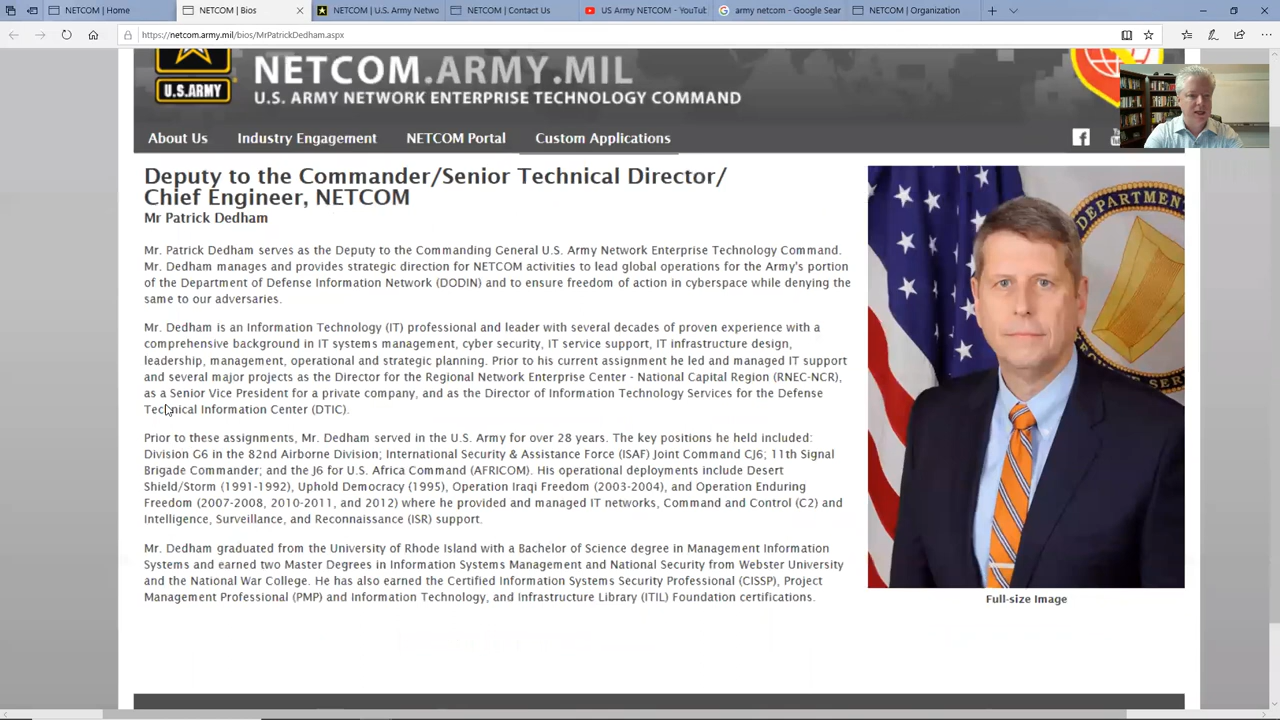 NETCOM | Home
NETCOM | Bios
NETCOM | U.S. Army Netwo
NETCOM | Contact Us
US Army NETCOM - YouT
army netcom - Google Sear
NETCOM | Organization
https://netcom.army.mil/bios/MrPatrickDedham.aspx
U.S.ARMY
NETCOM.ARMY.MIL
U.S. ARMY NETWORK ENTERPRISE TECHNOLOGY COMMAND
About Us
Industry Engagement
NETCOM Portal
Custom Applications
Deputy to the Commander/Senior Technical Director/
Chief Engineer, NETCOM
Mr Patrick Dedham
Mr. Patrick Dedham serves as the Deputy to the Commanding General U.S. Army Network Enterprise Technology Command.
Mr. Dedham manages and provides strategic direction for NETCOM activities to lead global operations for the Army's portion
of the Department of Defense Information Network (DODIN) and to ensure freedom of action in cyberspace while denying the
same to our adversaries.
Mr. Dedham is an Information Technology (IT) professional and leader with several decades of proven experience with a
comprehensive background in IT systems management, cyber security, IT service support, IT infrastructure design,
leadership, management, operational and strategic planning. Prior to his current assignment he led and managed IT support
and several major projects as the Director for the Regional Network Enterprise Center - National Capital Region (RNEC-NCR),
as a Senior Vice President for a private company, and as the Director of Information Technology Services for the Defense
Technical Information Center (DTIC).
Prior to these assignments, Mr. Dedham served in the U.S. Army for over 28 years. The key positions he held included:
Division G6 in the 82nd Airborne Division; International Security & Assistance Force (ISAF) Joint Command CJ6; 11th Signal
Brigade Commander; and the J6 for U.S. Africa Command (AFRICOM). His operational deployments include Desert
Shield/Storm (1991-1992), Uphold Democracy (1995), Operation Iraqi Freedom (2003-2004), and Operation Enduring
Freedom (2007-2008, 2010-2011, and 2012) where he provided and managed IT networks, Command and Control (C2) and
Intelligence, Surveillance, and Reconnaissance (ISR) support.
Mr. Dedham graduated from the University of Rhode Island with a Bachelor of Science degree in Management Information
Systems and earned two Master Degrees in Information Systems Management and National Security from Webster University
and the National War College. He has also earned the Certified Information Systems Security Professional (CISSP), Project
Management Professional (PMP) and Information Technology, and Infrastructure Library (ITIL) Foundation certifications.
DEPARTMEN
Full-size Image